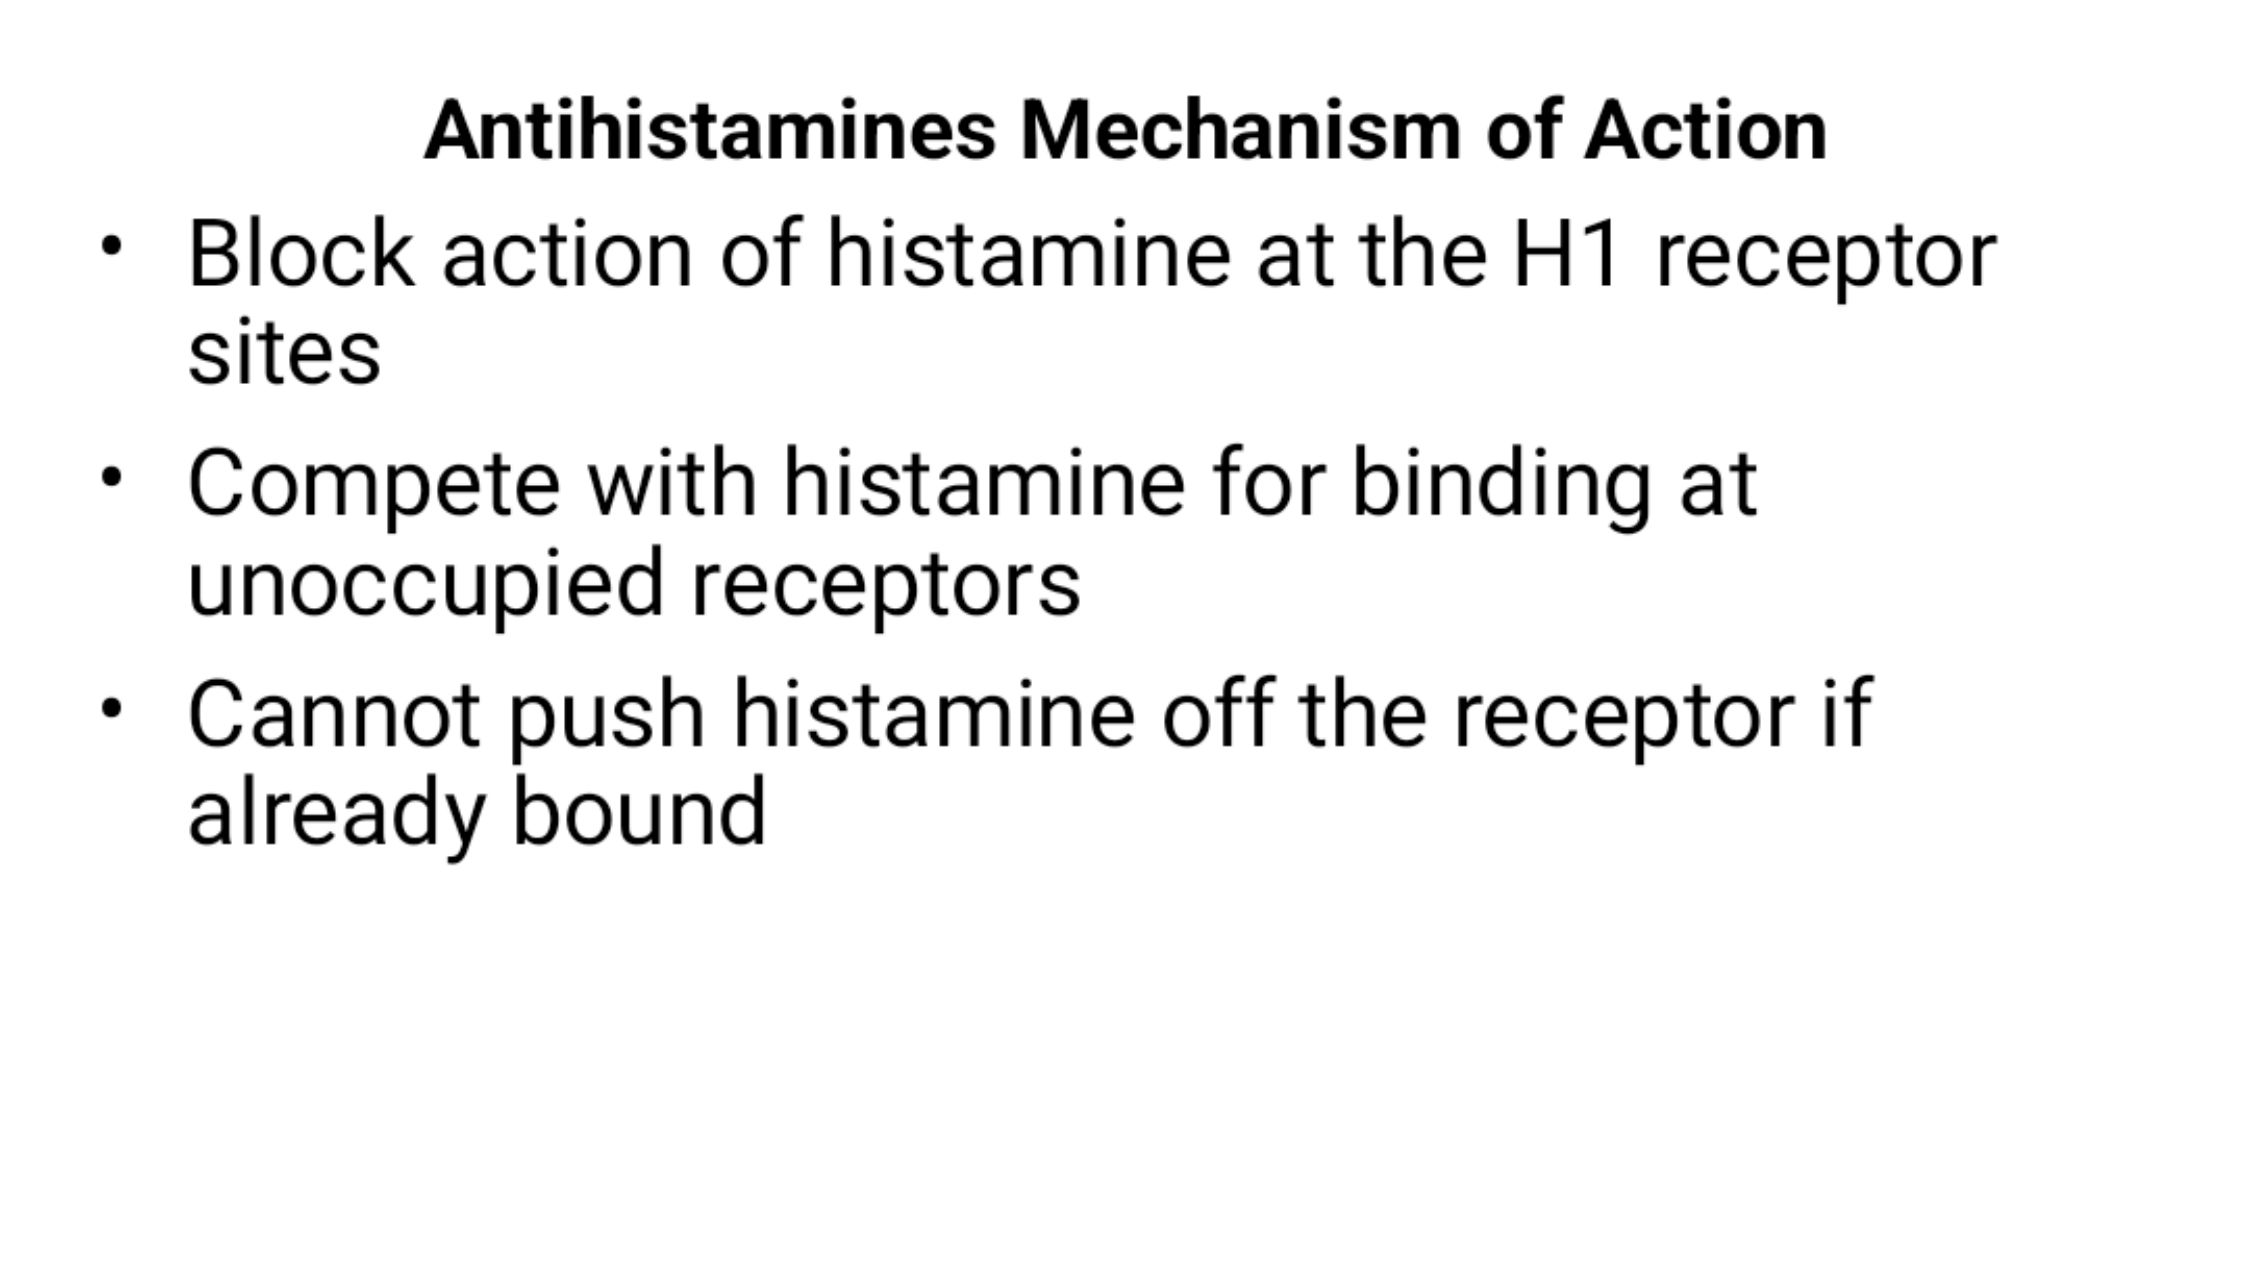 Antihistamines Mechanism of Action
• Block action of histamine at the H1 receptor
sites
• Compete with histamine for binding at
unoccupied receptors
• Cannot push histamine off the receptor if
already bound